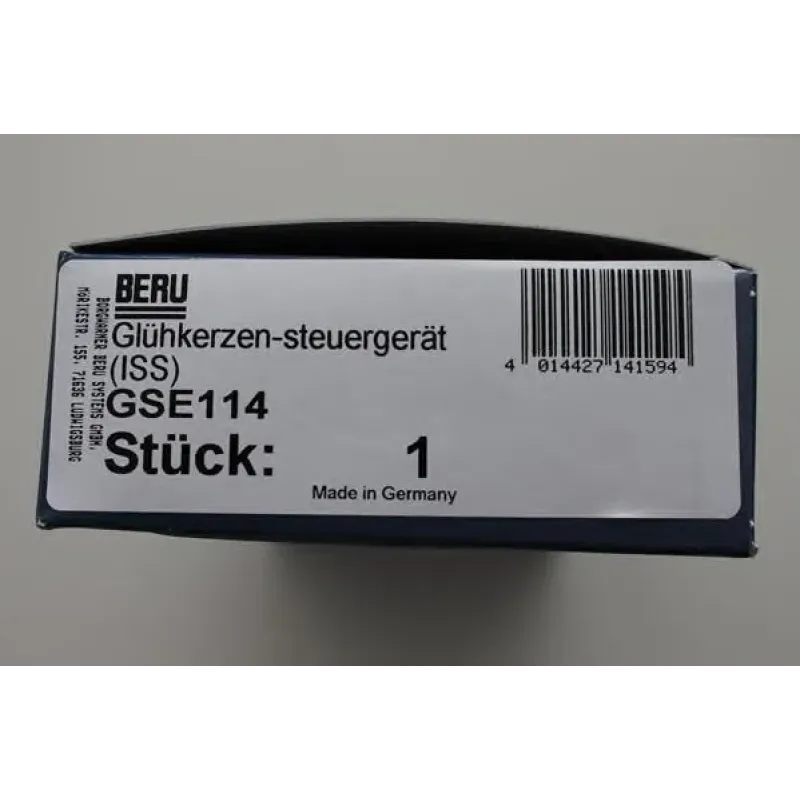 BERU
Glühkerzen-steuergerät
(ISS)
GSE114
Stück: 1
Made in Germany
4 014427 141594
BORGWARNER BERU SYSTEMS GMBH,
MÖRIKESTR. 155, 71636 LUDWIGSBURG